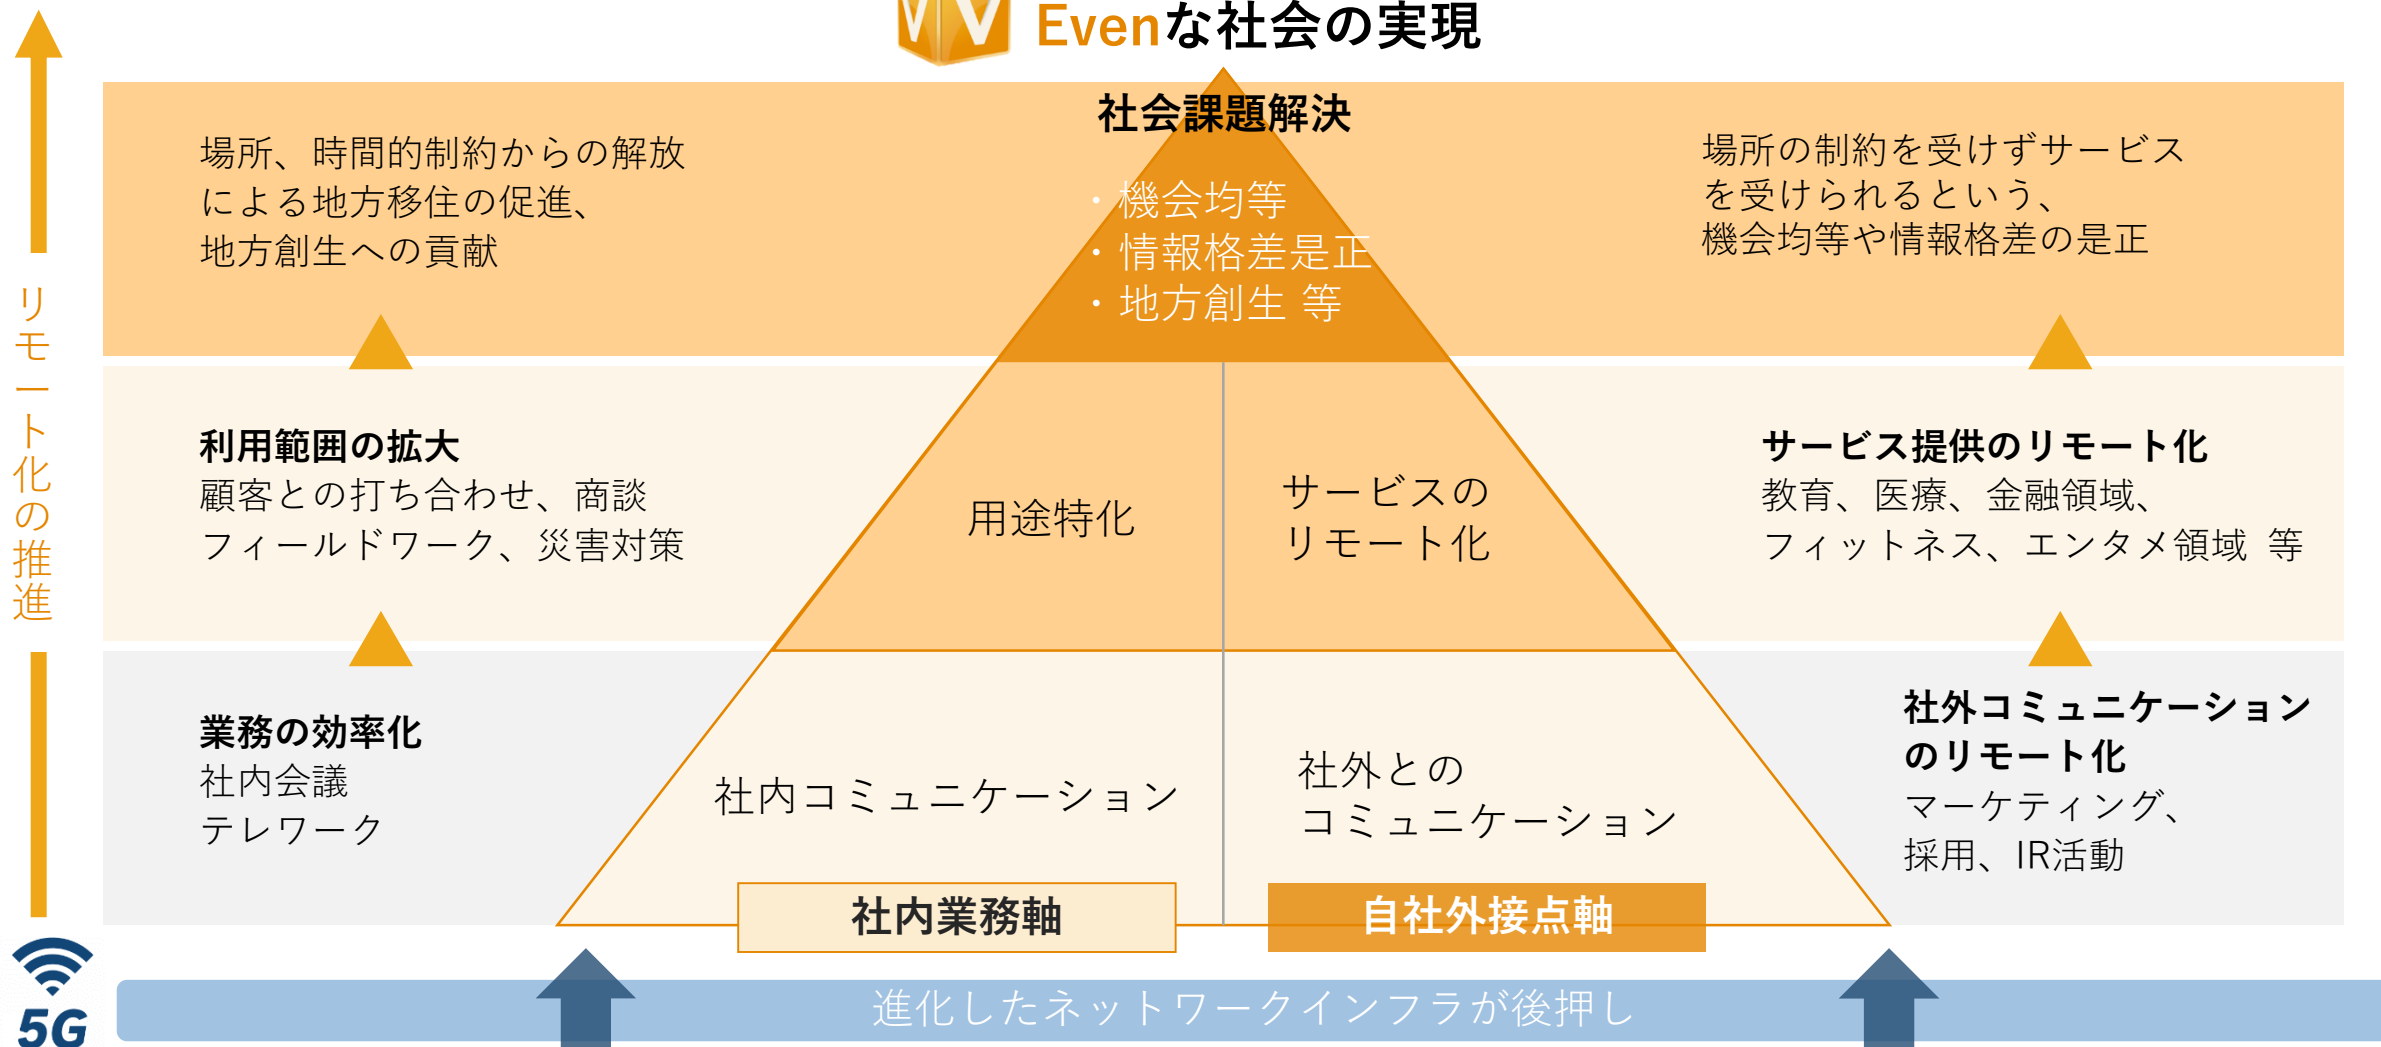 Evenな社会の実現
社会課題解決
・機会均等
・情報格差是正
・地方創生 等
場所、時間的制約からの解放
による地方移住の促進、
地方創生への貢献
場所の制約を受けずサービス
を受けられるという、
機会均等や情報格差の是正
リモート化の推進
利用範囲の拡大
顧客との打ち合わせ、商談
フィールドワーク、災害対策
用途特化
サービスの
リモート化
サービス提供のリモート化
教育、医療、金融領域、
フィットネス、エンタメ領域 等
業務の効率化
社内会議
テレワーク
社内コミュニケーション
社外との
コミュニケーション
社外コミュニケーション
のリモート化
マーケティング、
採用、IR活動
社内業務軸
自社外接点軸
5G
進化したネットワークインフラが後押し